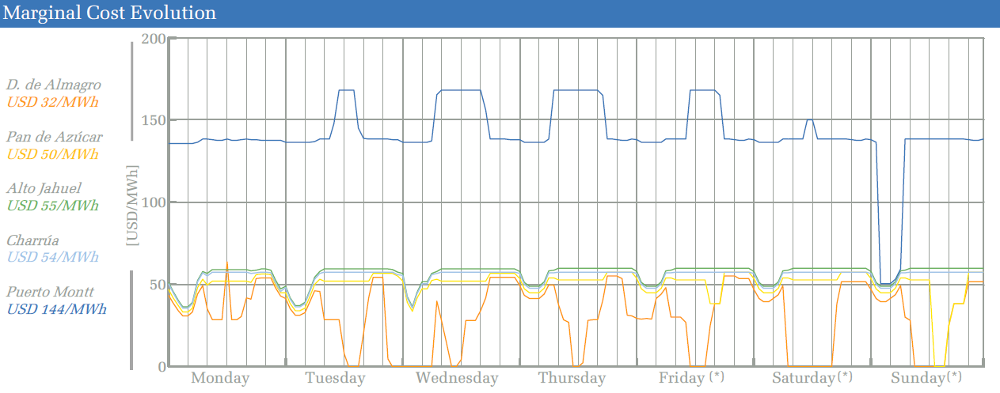 Marginal Cost Evolution
D. de Almagro
USD 32/MWh
Pan de Azúcar
USD 50/MWh
Alto Jahuel
USD 55/MWh
Charrúa
USD 54/MWh
Puerto Montt
USD 144/MWh
[USD/MWh]
200
150
100
50
0
Monday
Tuesday
Wednesday
Thursday
Friday (*)
Saturday (*)
Sunday(*)